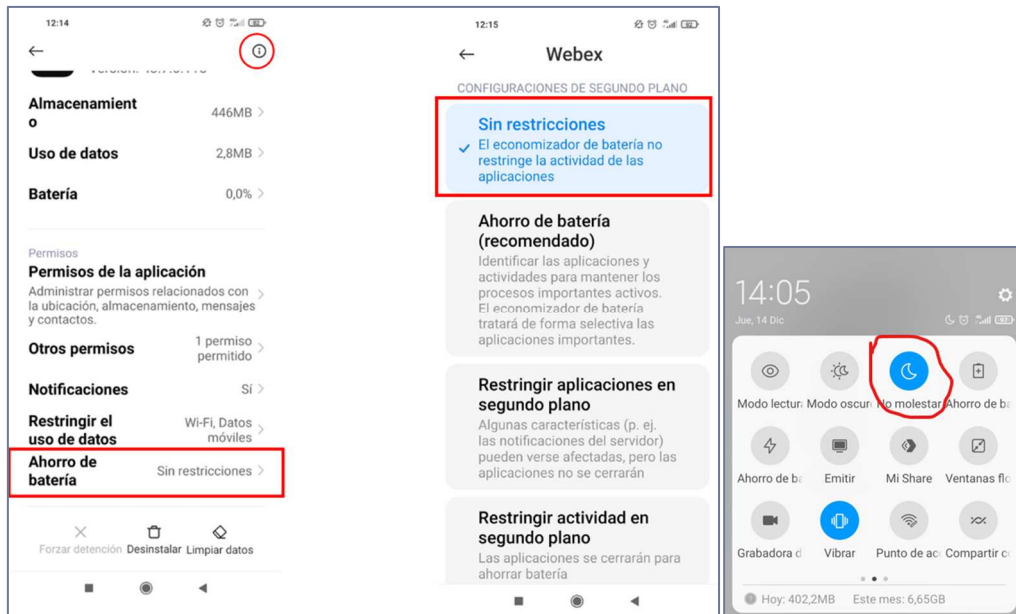 12:14
Almacenamient
o
446MB
Uso de datos
2,8MB
Batería
0,0%
Permisos
Permisos de la aplicación
Administrar permisos relacionados con
la ubicación, almacenamiento, mensajes
y contactos.
Otros permisos
1 permiso
permitido
Notificaciones
Sí
Restringir el
uso de datos
Wi-Fi, Datos
móviles
Ahorro de
batería
Sin restricciones
Forzar detención Desinstalar Limpiar datos
12:15
Webex
CONFIGURACIONES DE SEGUNDO PLANO
Sin restricciones
El economizador de batería no
restringe la actividad de las
aplicaciones
Ahorro de batería
(recomendado)
Identificar las aplicaciones y
actividades para mantener los
procesos importantes activos.
El economizador de batería
tratará de forma selectiva las
aplicaciones importantes.
Restringir aplicaciones en
segundo plano
Algunas características (p. ej.
las notificaciones del servidor)
pueden verse afectadas, pero las
aplicaciones no se cerrarán
Restringir actividad en
segundo plano
Las aplicaciones se cerrarán para
ahorrar batería
14:05
Jue, 14 Dic
Modo lectur Modo oscur No molestar Ahorro de ba
Ahorro de ba Emitir Mi Share Ventanas flo
Grabadora d Vibrar Punto de ac Compartir co
Hoy: 402,2MB Este mes: 6,65GB